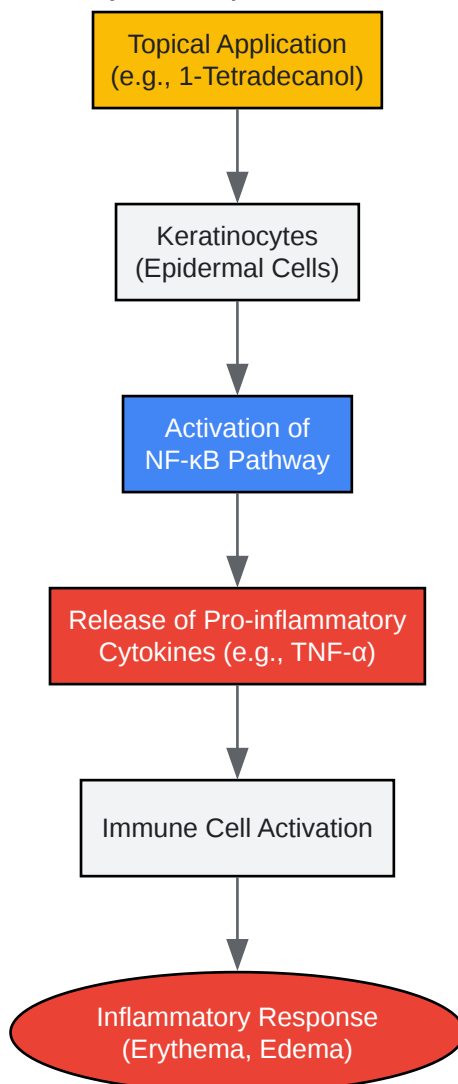 Topical Application
(e.g., 1-Tetradecanol)
Keratinocytes
(Epidermal Cells)
Activation of
NF-κB Pathway
Release of Pro-inflammatory
Cytokines (e.g., TNF-α)
Immune Cell Activation
Inflammatory Response
(Erythema, Edema)